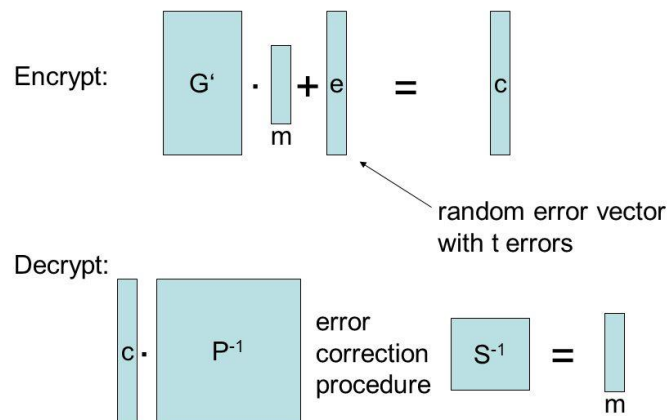 Encrypt:
G‘ · m + e = c
random error vector
with t errors
Decrypt:
c · P-1
error
correction
procedure
S-1 = m